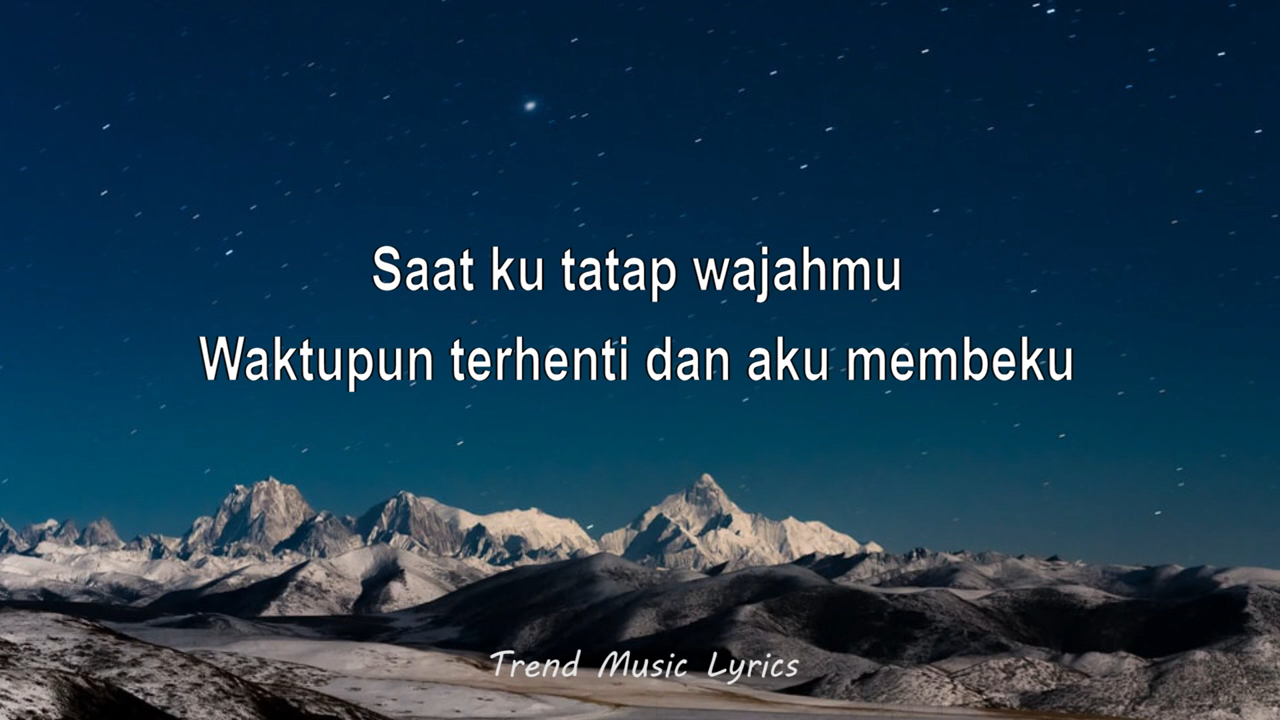 Saat ku tatap wajahmu
Waktupun terhenti dan aku membeku
Trend Music Lyrics